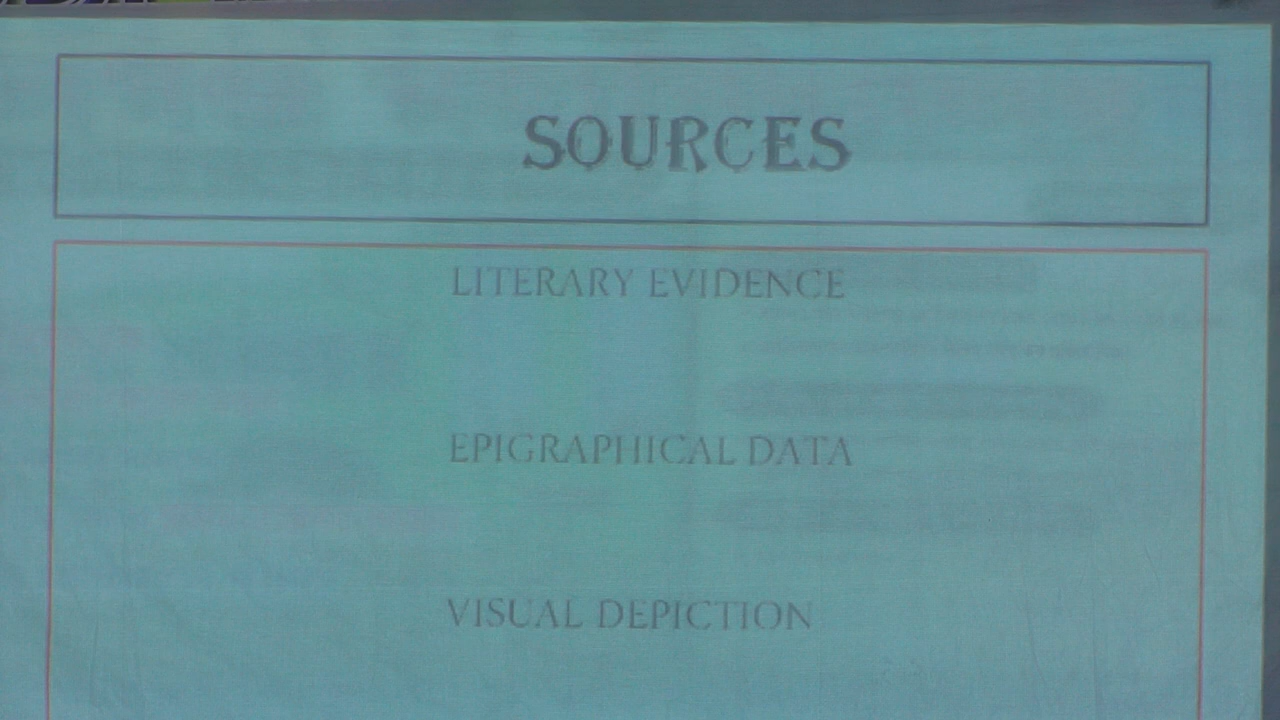 SOURCES
LITERARY EVIDENCE
EPIGRAPHICAL DATA
VISUAL DEPICTION